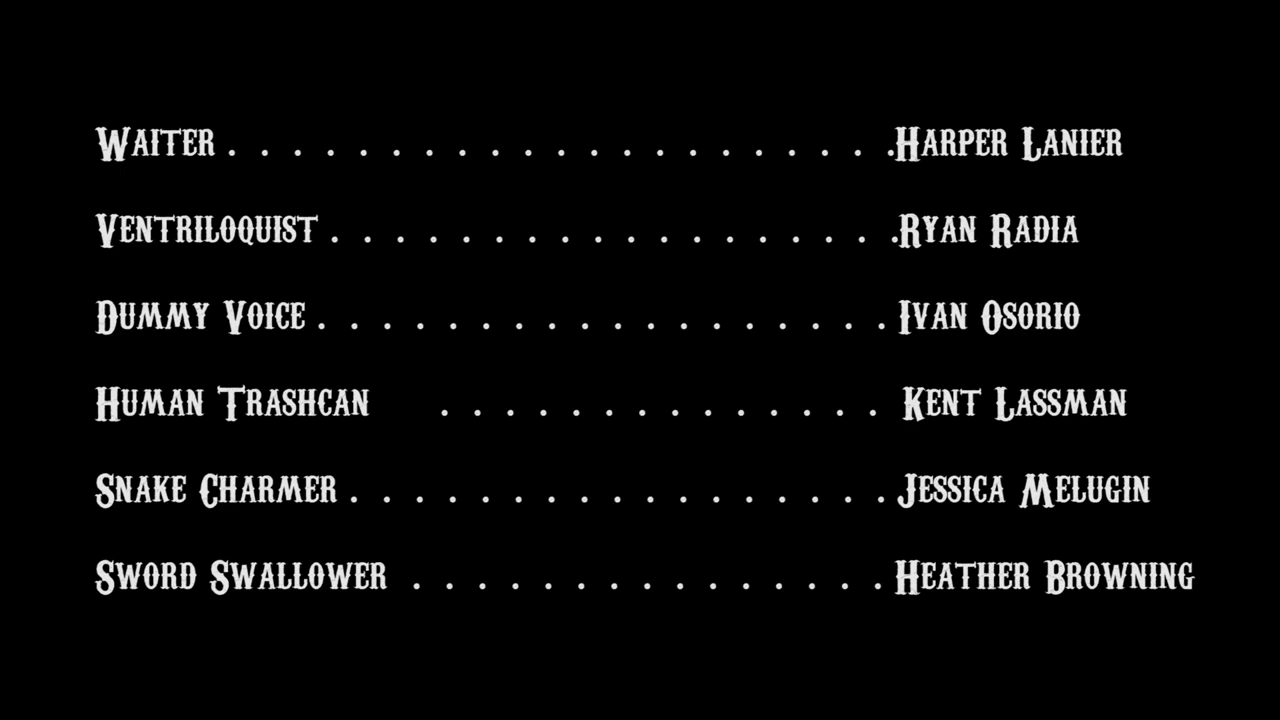 Waiter . . . . . . . . . . . . . . . . . . . . .Harper Lanier
Ventriloquist . . . . . . . . . . . . . . . . . .Ryan Radia
Dummy Voice . . . . . . . . . . . . . . . . . . Ivan Osorio
Human Trashcan . . . . . . . . . . . . . . Kent Lassman
Snake Charmer . . . . . . . . . . . . . . . . . Jessica Melugin
Sword Swallower . . . . . . . . . . . . . . . Heather Browning